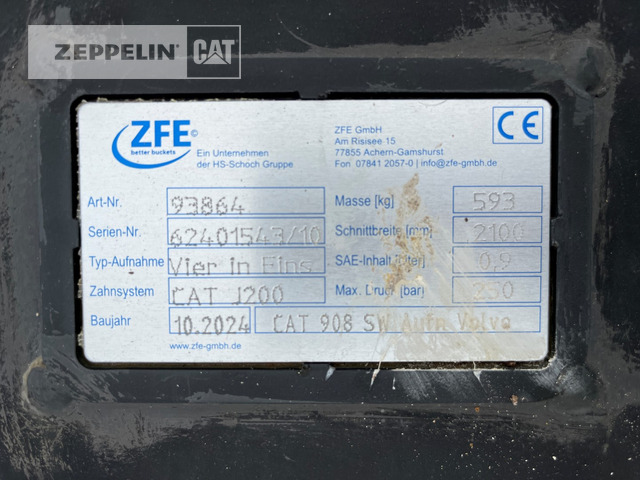 ZEPPELIN CAT
ZFE©
better buckets
Ein Unternehmen
der HS-Schoch Gruppe
ZFE GmbH
Am Risisee 15
77855 Achern-Gamshurst
Fon 07841 2057-0 | info@zfe-gmbh.de
CE
Art-Nr. 93864 Masse [kg] 593
Serien-Nr. 62401543/10 Schnittbreite [mm] 2100
Typ-Aufnahme Vier in Eins SAE-Inhalt [Liter] 0,9
Zahnsystem CAT J200 Max. Druck [bar] 250
Baujahr 10.2024 CAT 908 SW Aufn Volvo
www.zfe-gmbh.de